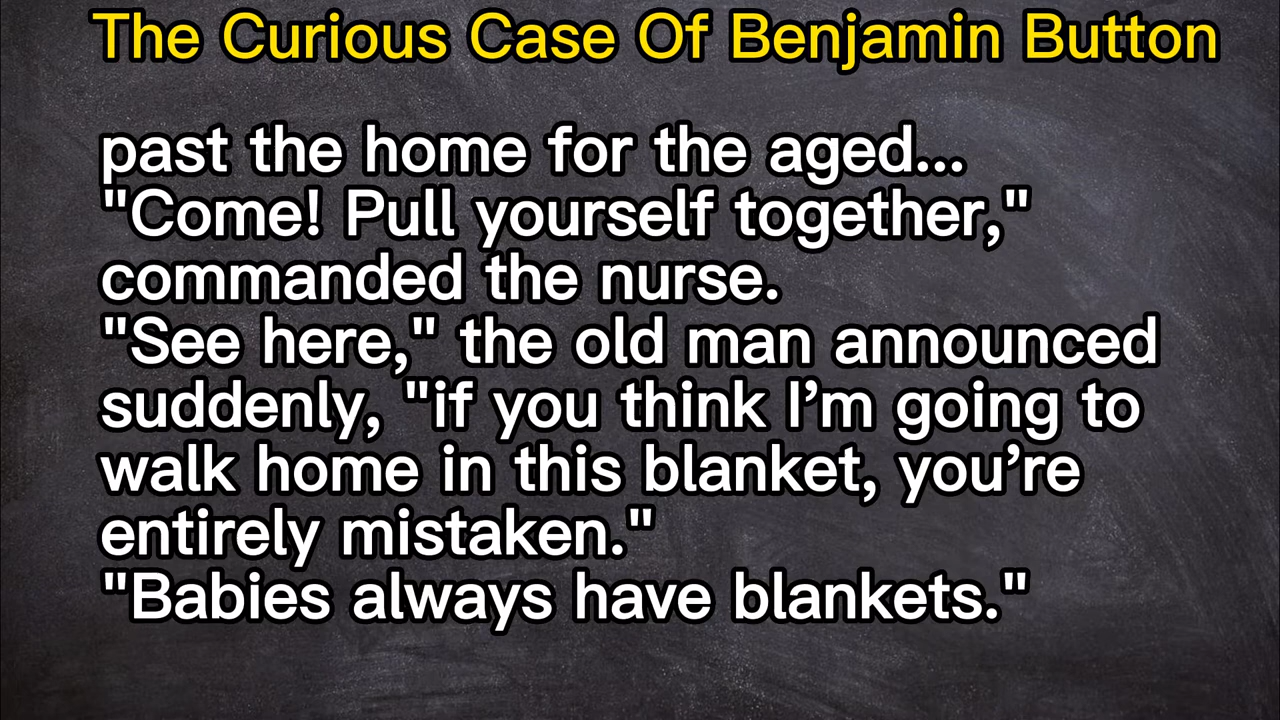 The Curious Case Of Benjamin Button
past the home for the aged...
"Come! Pull yourself together,"
commanded the nurse.
"See here," the old man announced
suddenly, "if you think I’m going to
walk home in this blanket, you’re
entirely mistaken."
"Babies always have blankets."